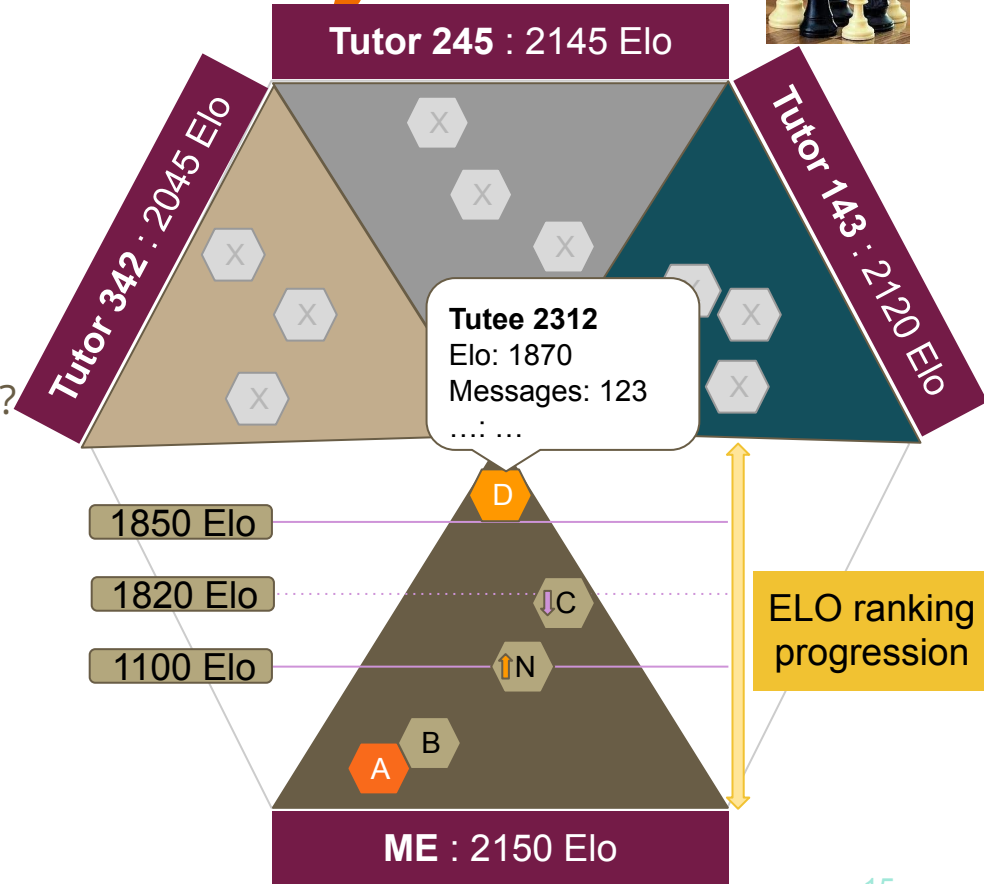 Tutor 245 : 2145 Elo
Tutor 342 : 2045 Elo
Tutor 143 : 2120 Elo
X
X
X
X
X
X
X
X
Tutee 2312
Elo: 1870
Messages: 123
…: …
?
D
1850 Elo
1820 Elo
C
1100 Elo
N
ELO ranking
progression
B
A
ME : 2150 Elo
15